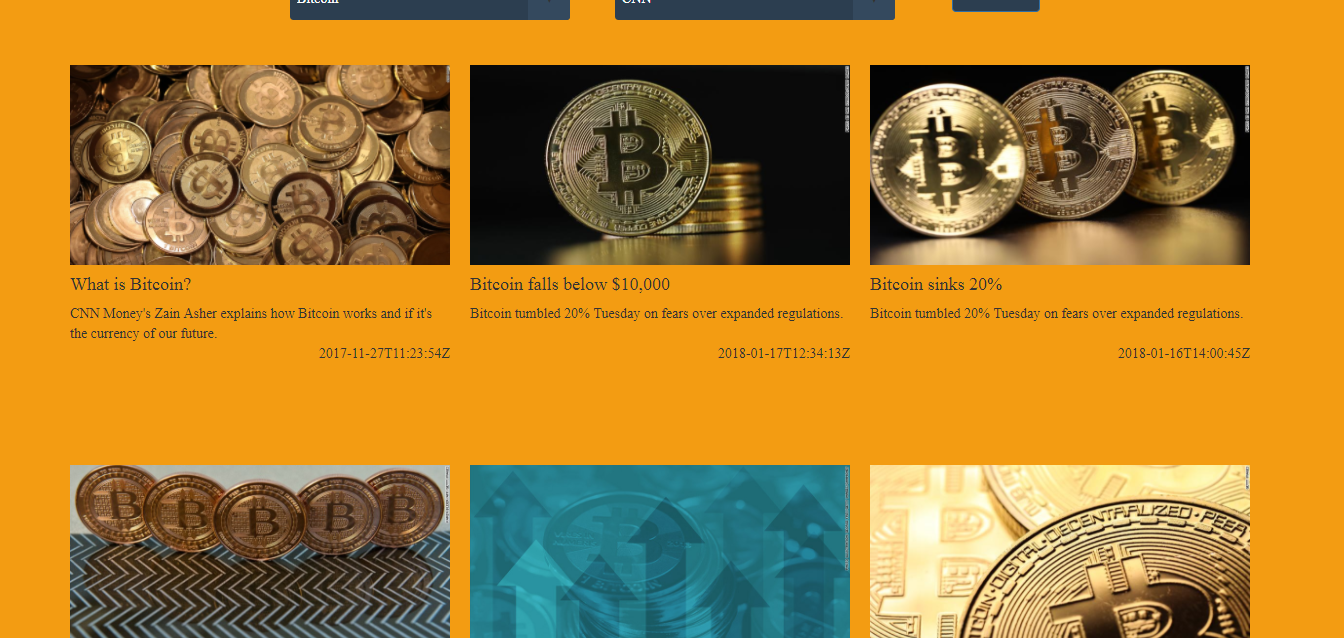 Bitcoin
CNN
What is Bitcoin?
CNN Money's Zain Asher explains how Bitcoin works and if it's
the currency of our future.
2017-11-27T11:23:54Z
Bitcoin falls below $10,000
Bitcoin tumbled 20% Tuesday on fears over expanded regulations.
2018-01-17T12:34:13Z
Bitcoin sinks 20%
Bitcoin tumbled 20% Tuesday on fears over expanded regulations.
2018-01-16T14:00:45Z
BITCOIN·DIGITAL·DECENTRALIZED·PEER